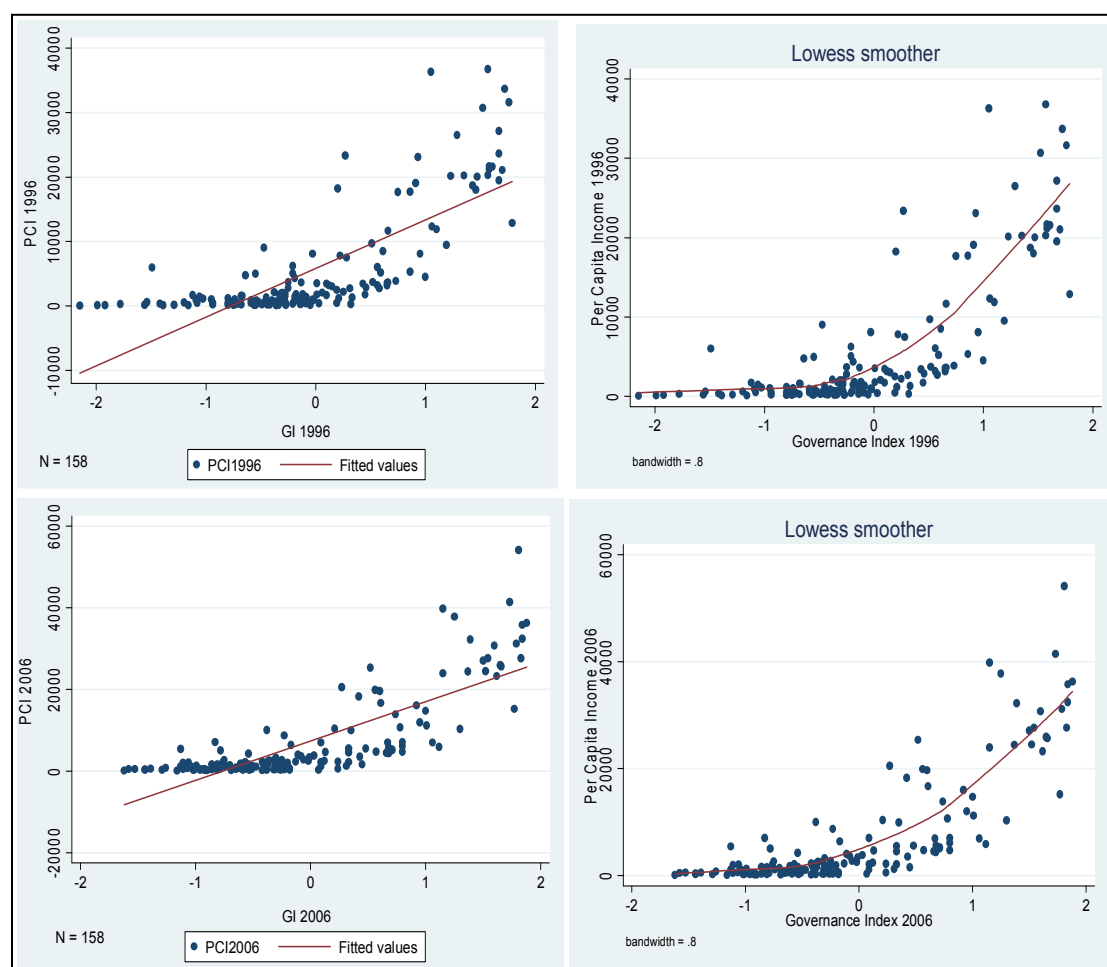 40000
30000
20000
10000
0
-10000
PCI 1996
-2 -1 0 1 2
GI 1996
N = 158
PCI1996 Fitted values
Lowess smoother
40000
30000
20000
10000
0
Per Capita Income 1996
-2 -1 0 1 2
Governance Index 1996
bandwidth = .8
60000
40000
20000
0
-20000
PCI 2006
-2 -1 0 1 2
GI 2006
N = 158
PCI2006 Fitted values
Lowess smoother
60000
40000
20000
0
Per Capita Income 2006
-2 -1 0 1 2
Governance Index 2006
bandwidth = .8